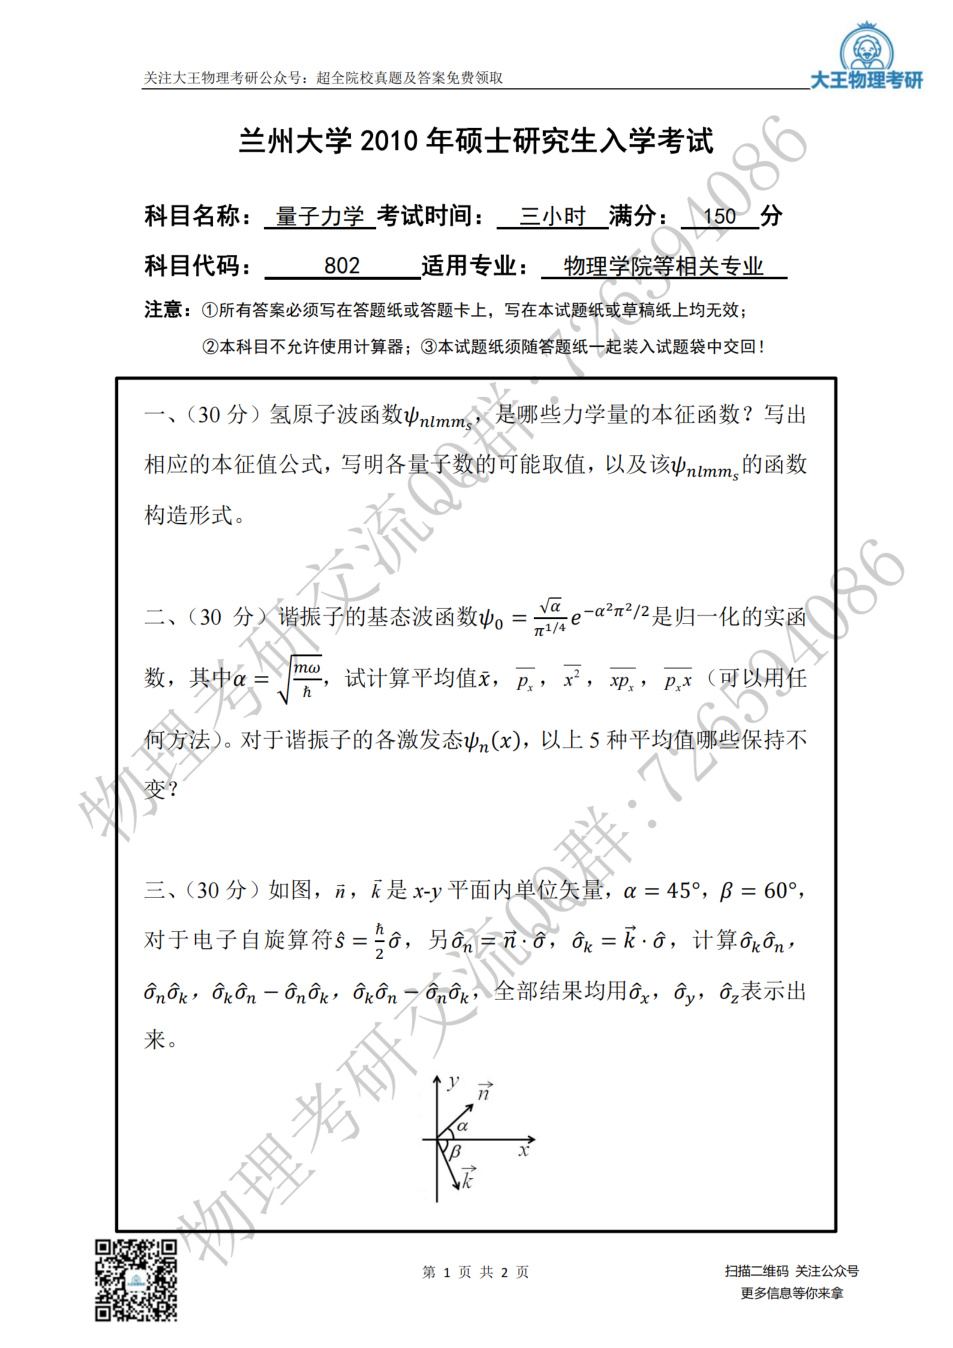 关注大王物理考研公众号：超全院校真题及答案免费领取
大王物理考研
兰州大学 2010 年硕士研究生入学考试
科目名称： 量子力学 考试时间： 三小时 满分： 150 分
科目代码： 802 适用专业： 物理学院等相关专业
注意：①所有答案必须写在答题纸或答题卡上，写在本试题纸或草稿纸上均无效；
②本科目不允许使用计算器；③本试题纸须随答题纸一起装入试题袋中交回！
一、（30 分）氢原子波函数ψ_{nlmm_s}，是哪些力学量的本征函数？写出
相应的本征值公式，写明各量子数的可能取值，以及该ψ_{nlmm_s}的函数
构造形式。
二、（30 分）谐振子的基态波函数ψ₀ = \frac{√α}{π^{1/4}} e^{−α²π²/2}是归一化的实函
数，其中α = \sqrt{\frac{mω}{ħ}}，试计算平均值x̄，\overline{p_x}，\overline{x^2}，\overline{xp_x}，\overline{p_x x}（可以用任
何方法）。对于谐振子的各激发态ψ_n(x)，以上 5 种平均值哪些保持不
变？
三、（30 分）如图，\vec{n}，\vec{k}是 x-y 平面内单位矢量，α = 45°，β = 60°，
对于电子自旋算符ŝ = \frac{ħ}{2}σ̂，另σ̂_n = \vec{n} · σ̂，σ̂_k = \vec{k} · σ̂，计算σ̂_kσ̂_n，
σ̂_nσ̂_k，σ̂_kσ̂_n − σ̂_nσ̂_k，σ̂_kσ̂_n − σ̂_nσ̂_k，全部结果均用σ̂_x，σ̂_y，σ̂_z表示出
来。
y
\vec{n}
α
x
β
\vec{k}
物理考研交流QQ群：726594086
物理考研交流QQ群：726594086
大王物理考研
第 1 页 共 2 页
扫描二维码 关注公众号
更多信息等你来拿